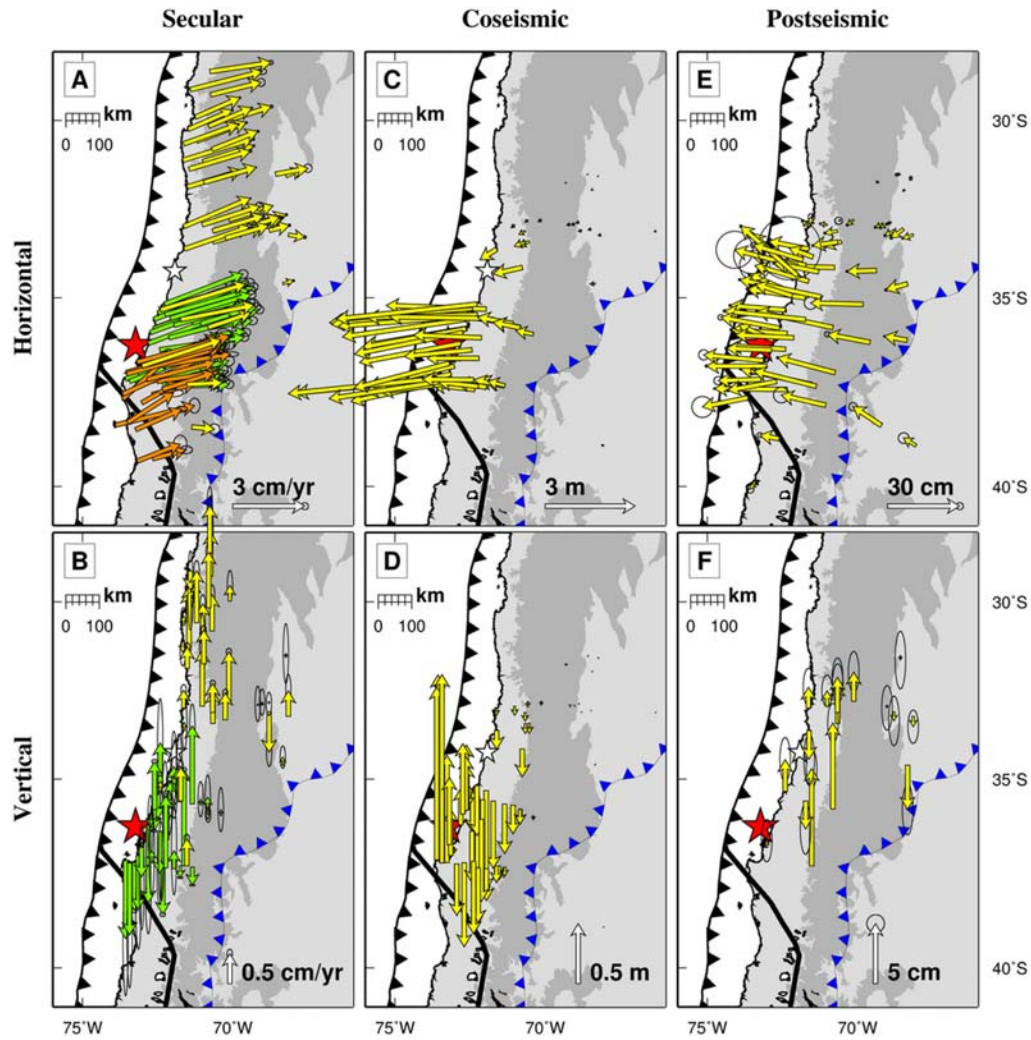 Secular
Coseismic
Postseismic
A
C
E
km
0 100
km
0 100
km
0 100
30˚S
Horizontal
35˚S
3 cm/yr
3 m
30 cm
40˚S
B
D
F
km
0 100
km
0 100
km
0 100
30˚S
Vertical
35˚S
0.5 cm/yr
0.5 m
5 cm
40˚S
75˚W
70˚W
75˚W
70˚W
75˚W
70˚W